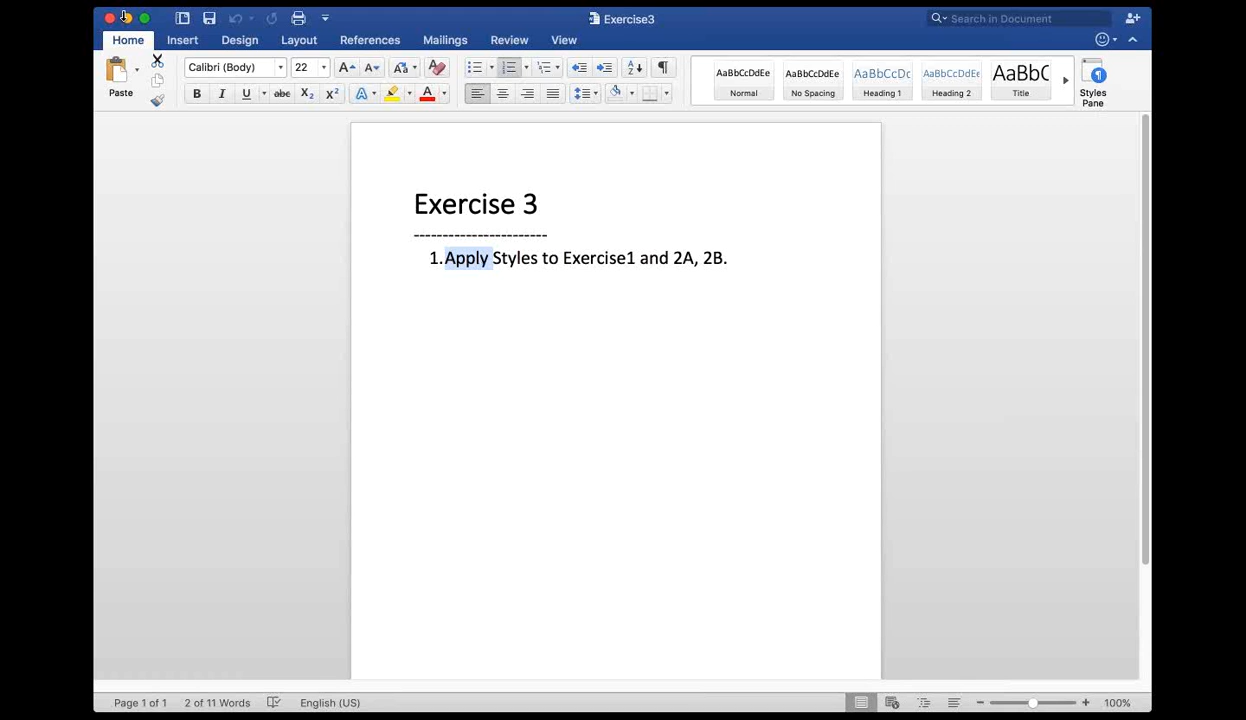 Exercise3
Search in Document
Home Insert Design Layout References Mailings Review View
Paste
Calibri (Body) 22
AaBbCcDdEe AaBbCcDdEe AaBbCcDc AaBbCcDdEe AaBbC
Normal No Spacing Heading 1 Heading 2 Title
Styles
Pane
Exercise 3
-----------------------
1. Apply Styles to Exercise1 and 2A, 2B.
Page 1 of 1 2 of 11 Words English (US) 100%